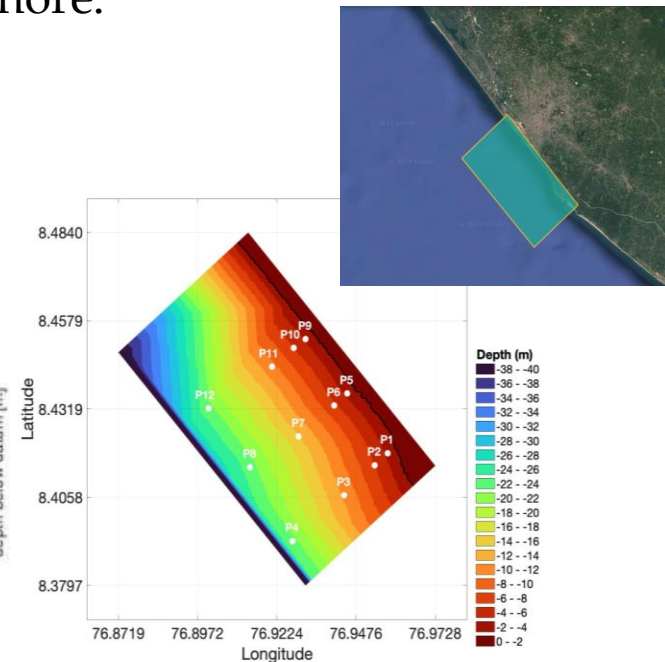 more.
8.4840
8.4579
8.4319
8.4058
8.3797
Latitude
76.8719 76.8972 76.9224 76.9476 76.9728
Longitude
P9
P10
P11
P5
P12
P6
P7
P1
P2
P8
P3
P4
Depth (m)
-38 - -40
-36 - -38
-34 - -36
-32 - -34
-30 - -32
-28 - -30
-26 - -28
-24 - -26
-22 - -24
-20 - -22
-18 - -20
-16 - -18
-14 - -16
-12 - -14
-10 - -12
-8 - -10
-6 - -8
-4 - -6
-2 - -4
0 - -2